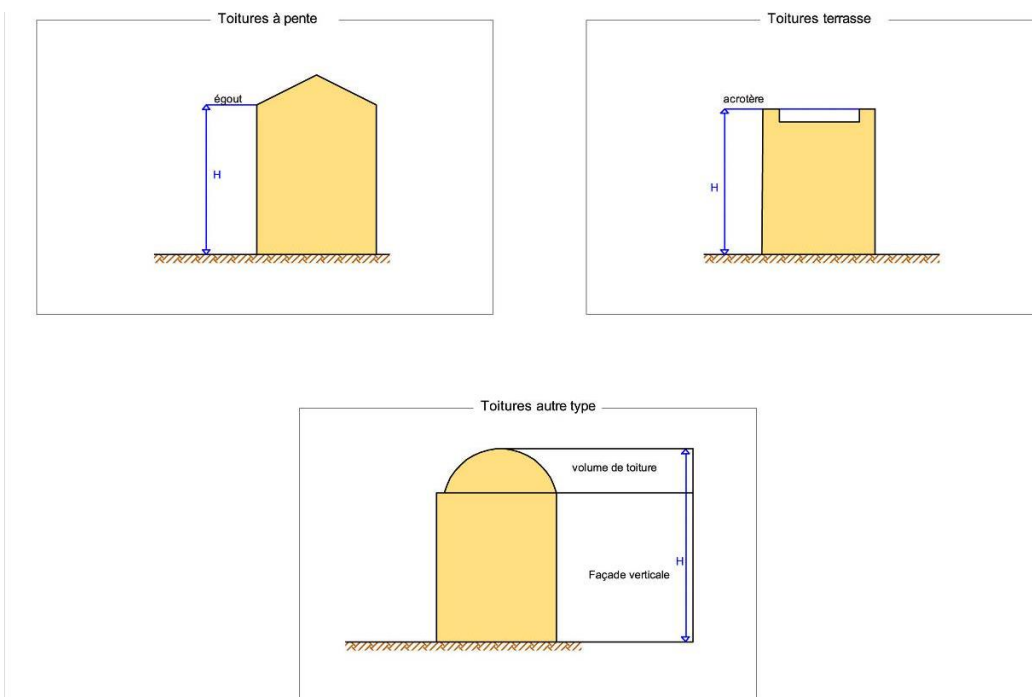 Toitures à pente
égout
H
Toitures terrasse
acrotère
H
Toitures autre type
volume de toiture
H
Façade verticale